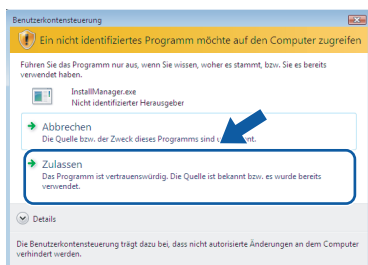 Benutzerkontensteuerung
Ein nicht identifiziertes Programm möchte auf den Computer zugreifen
Führen Sie das Programm nur aus, wenn Sie wissen, woher es stammt, bzw. Sie es bereits
verwendet haben.
InstallManager.exe
Nicht identifizierter Herausgeber
Abbrechen
Die Quelle bzw. der Zweck dieses Programms sind
Zulassen
Das Programm ist vertrauenswürdig. Die Quelle ist bekannt bzw. es wurde bereits
verwendet.
Details
Die Benutzerkontensteuerung trägt dazu bei, dass nicht autorisierte Änderungen an dem Computer
verhindert werden.